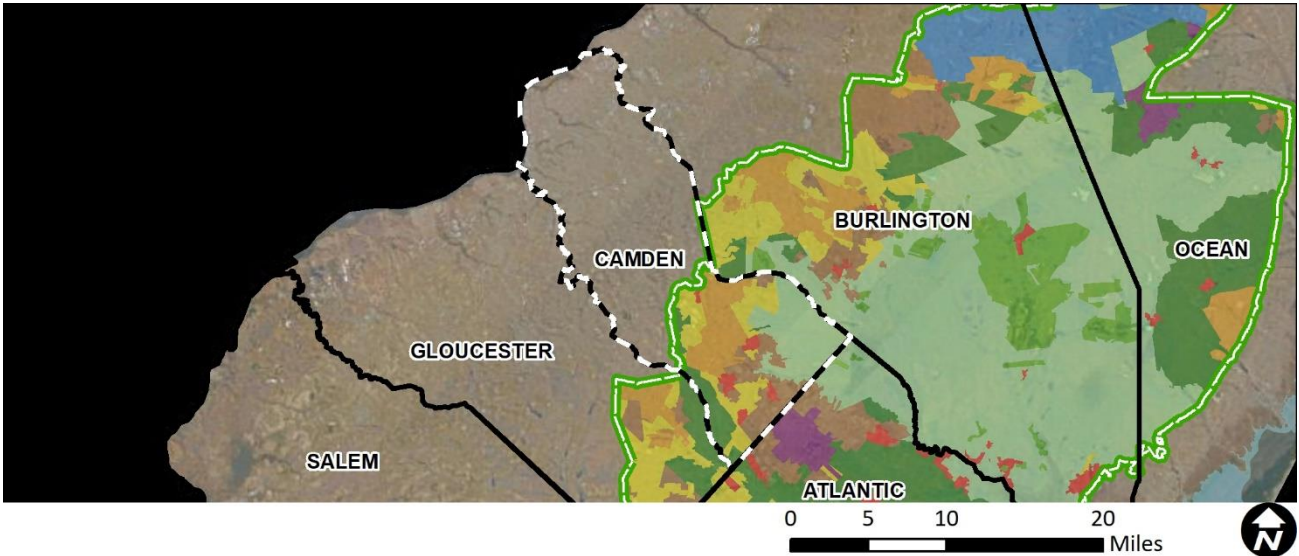 BURLINGTON
OCEAN
CAMDEN
GLOUCESTER
SALEM
ATLANTIC
0 5 10 20
Miles
N